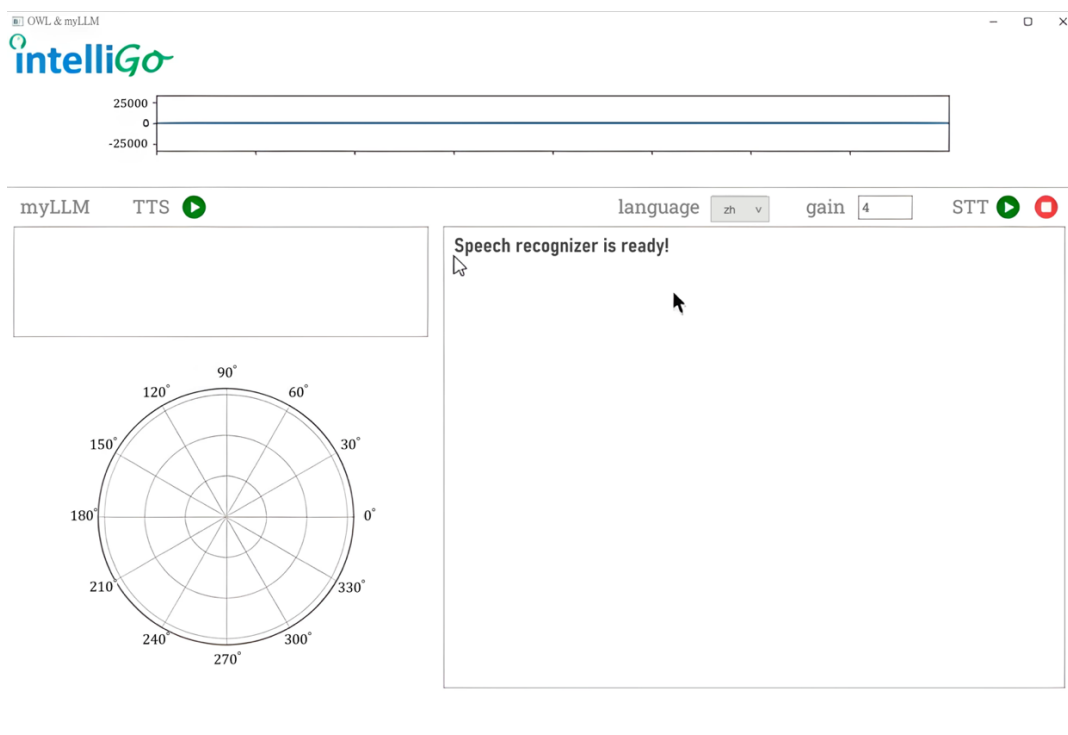 OWL & myLLM
intelliGo
25000
0
-25000
myLLM TTS language zh v gain 4 STT
Speech recognizer is ready!
90°
120° 60°
150° 30°
180° 0°
210° 330°
240° 300°
270°